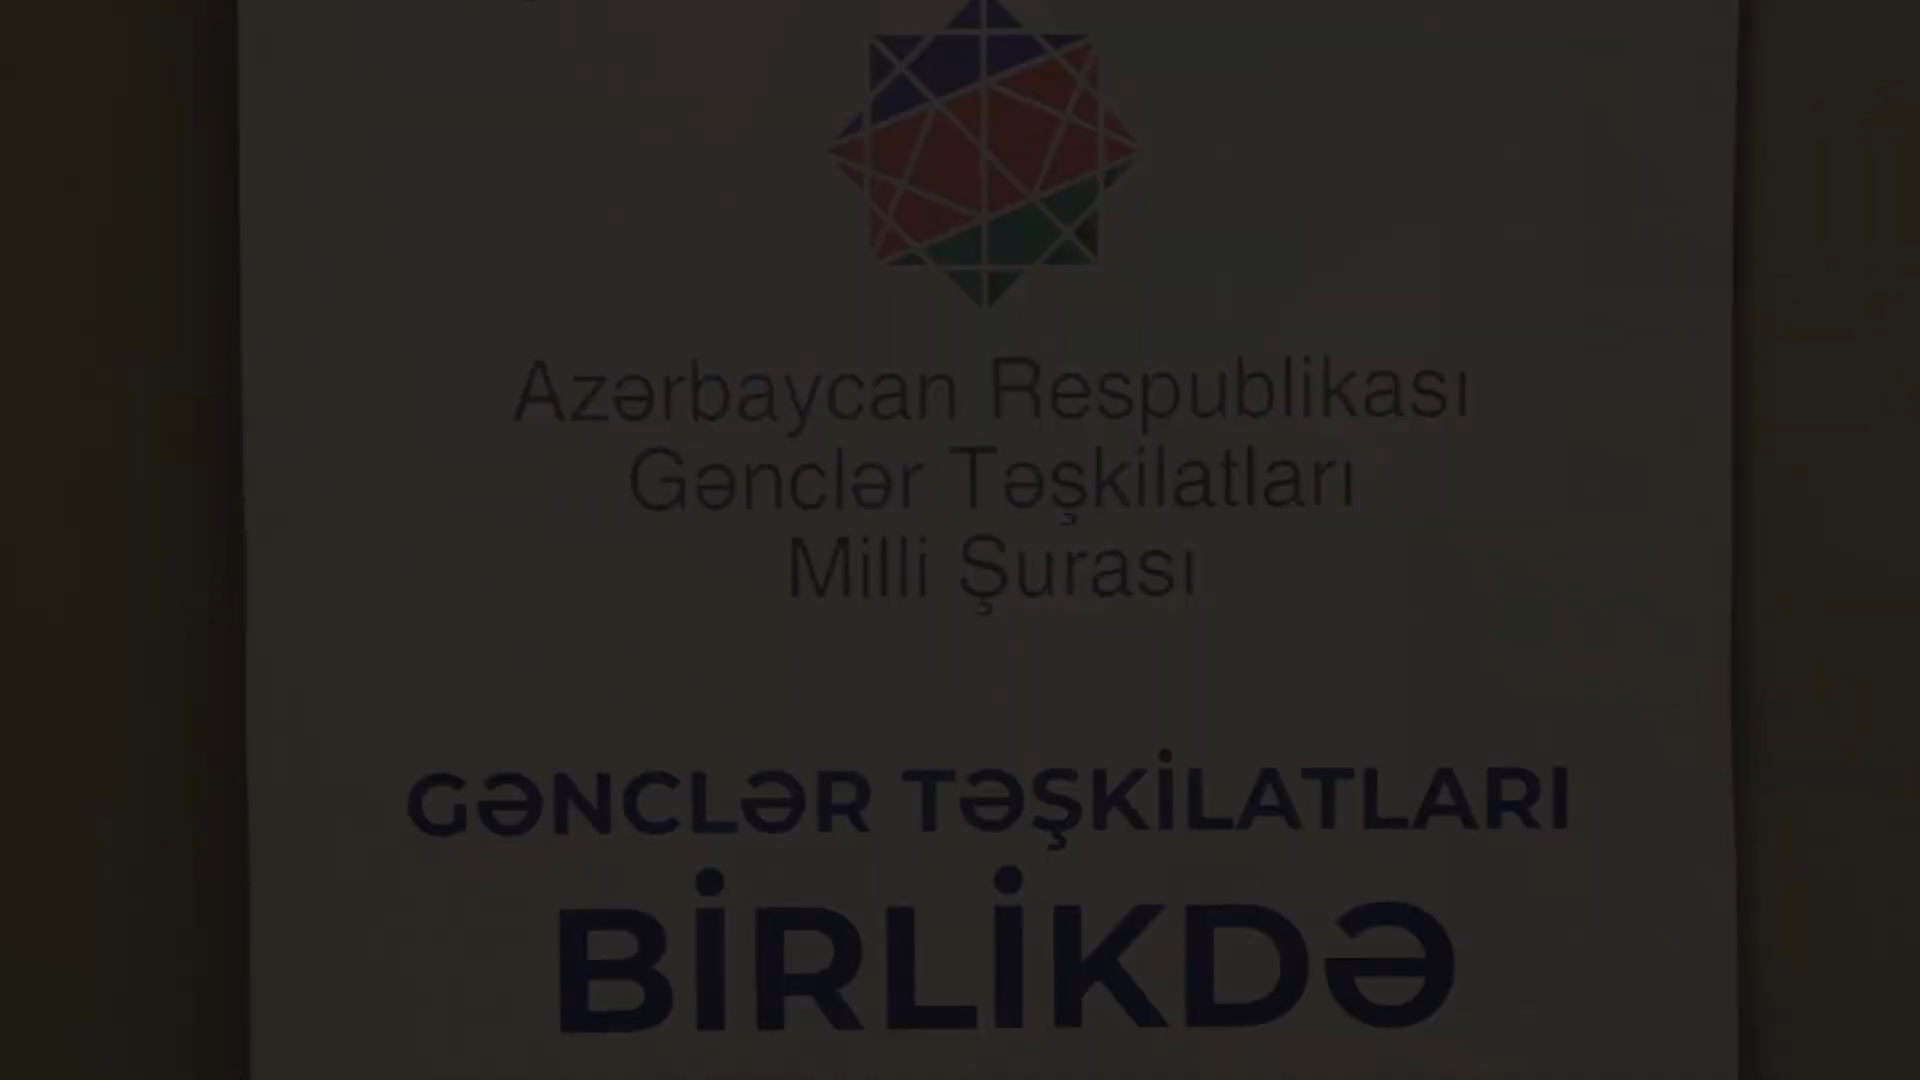 Azərbaycan Respublikası
Gənclər Təşkilatları
Milli Şurası
GƏNCLƏR TƏŞKİLATLARI
BİRLİKDƏ